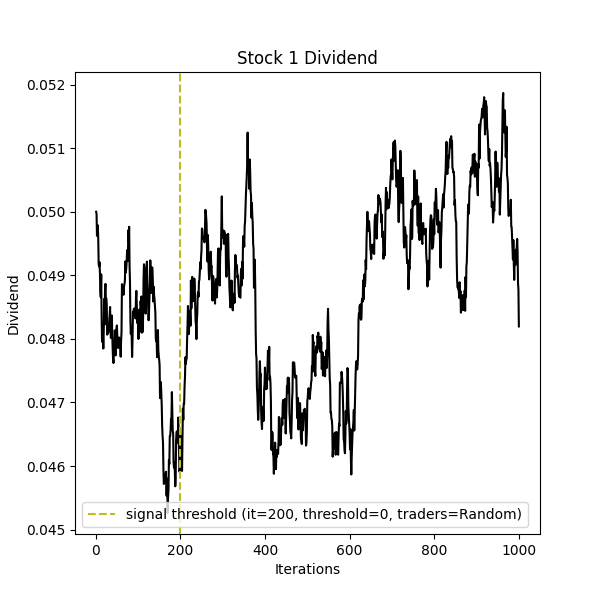 Stock 1 Dividend
Dividend
0.052
0.051
0.050
0.049
0.048
0.047
0.046
0.045
signal threshold (it=200, threshold=0, traders=Random)
0 200 400 600 800 1000
Iterations